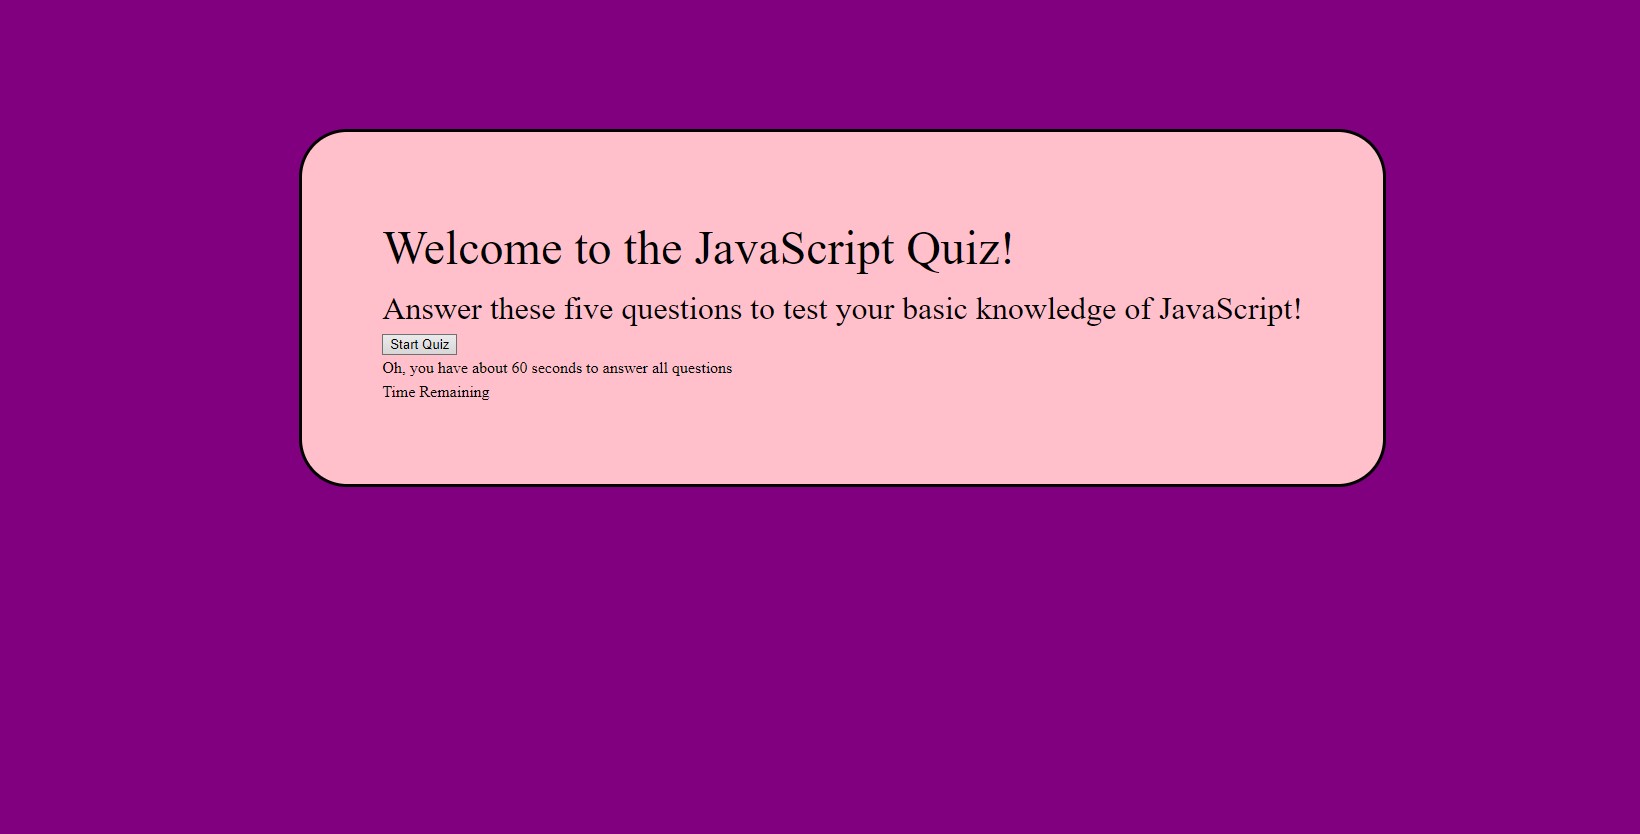 Welcome to the JavaScript Quiz!
Answer these five questions to test your basic knowledge of JavaScript!
Start Quiz
Oh, you have about 60 seconds to answer all questions
Time Remaining